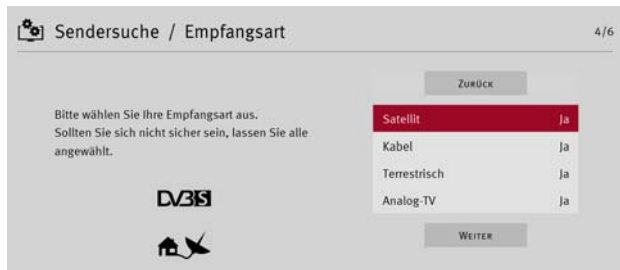 Sendersuche / Empfangsart
4/6
Bitte wählen Sie Ihre Empfangsart aus.
Sollten Sie sich nicht sicher sein, lassen Sie alle
angewählt.
DVB S
ZURÜCK
Satellit Ja
Kabel Ja
Terrestrisch Ja
Analog-TV Ja
WEITER